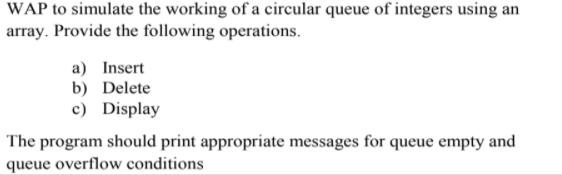 WAP to simulate the working of a circular queue of integers using an
array. Provide the following operations.
a) Insert
b) Delete
c) Display
The program should print appropriate messages for queue empty and
queue overflow conditions